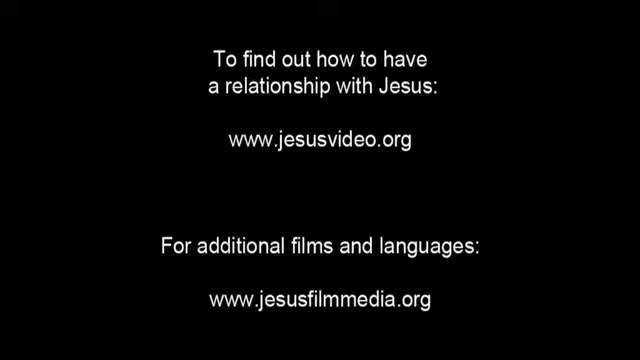 To find out how to have
a relationship with Jesus:
www.jesusvideo.org
For additional films and languages:
www.jesusfilmmedia.org